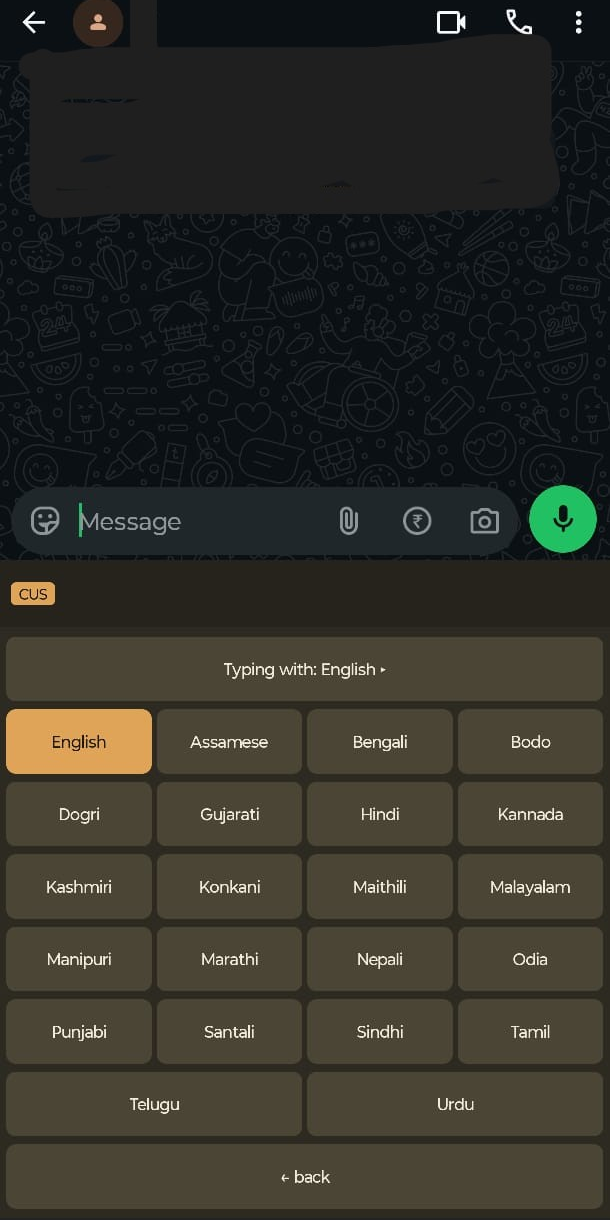 Message
CUS
Typing with: English ▸
English Assamese Bengali Bodo
Dogri Gujarati Hindi Kannada
Kashmiri Konkani Maithili Malayalam
Manipuri Marathi Nepali Odia
Punjabi Santali Sindhi Tamil
Telugu Urdu
← back